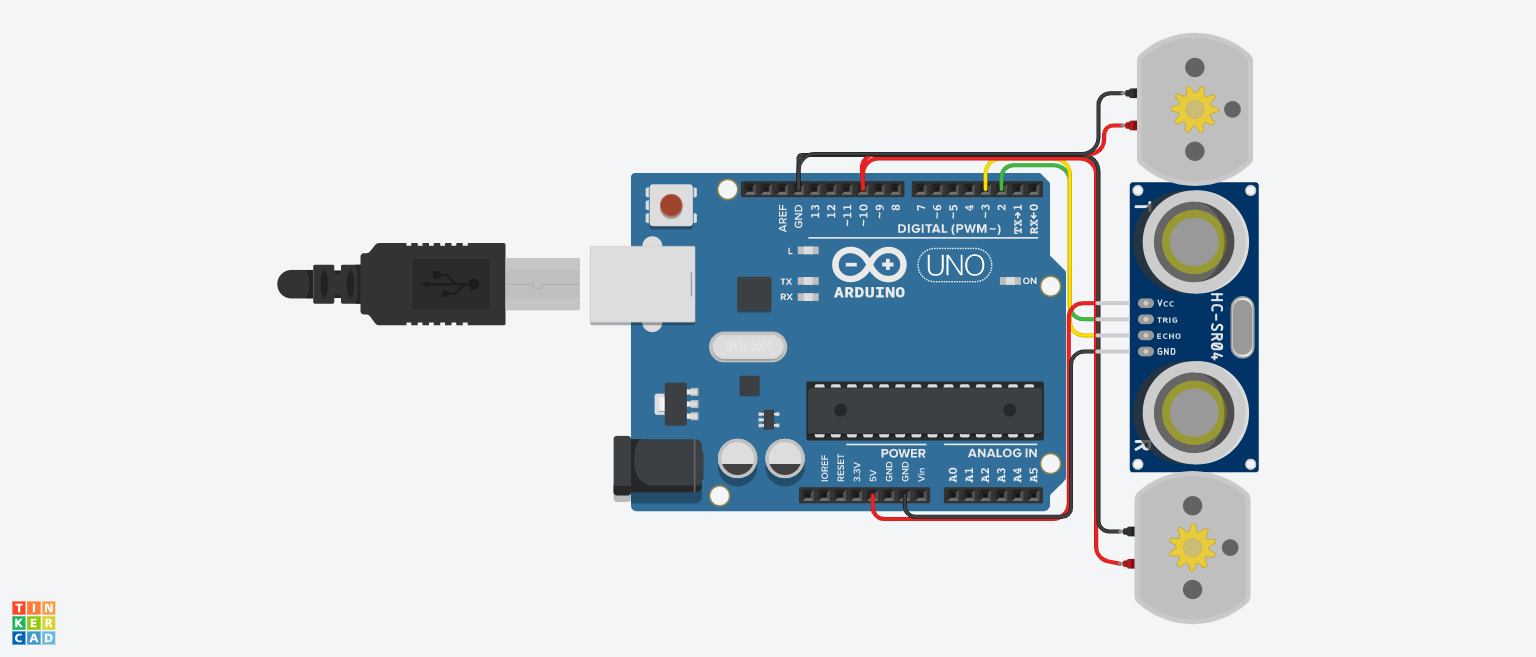 AREF
GND
13
12
~11
~10
~9
8
7
~6
~5
4
~3
2
TX→1
RX←0
DIGITAL (PWM~)
L
TX
RX
ARDUINO
UNO
ON
T
HC-SR04
Vcc
TRIG
ECHO
GND
R
SPK16.000G
POWER
ANALOG IN
IOREF
RESET
3.3V
5V
GND
GND
Vin
A0
A1
A2
A3
A4
A5
TIN
KER
CAD